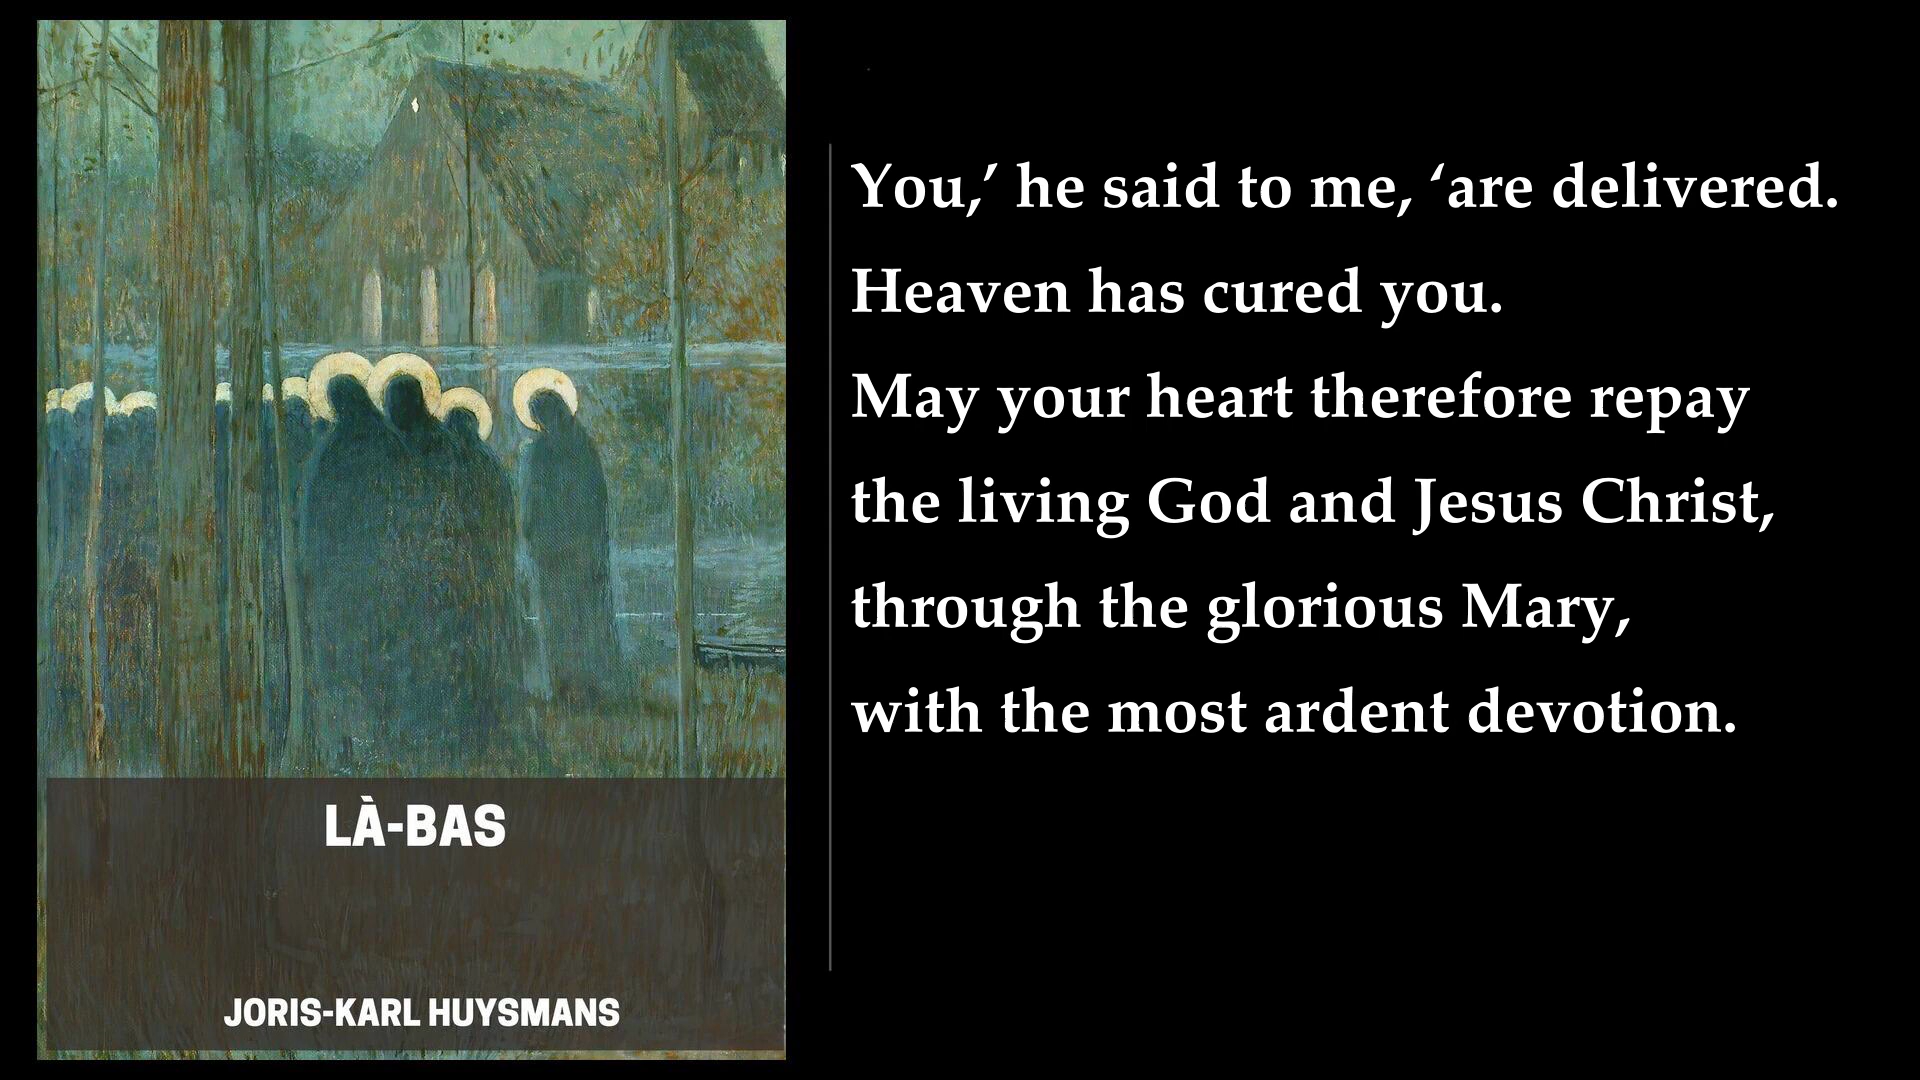 LÀ-BAS
JORIS-KARL HUYSMANS
You,’ he said to me, ‘are delivered.
Heaven has cured you.
May your heart therefore repay
the living God and Jesus Christ,
through the glorious Mary,
with the most ardent devotion.